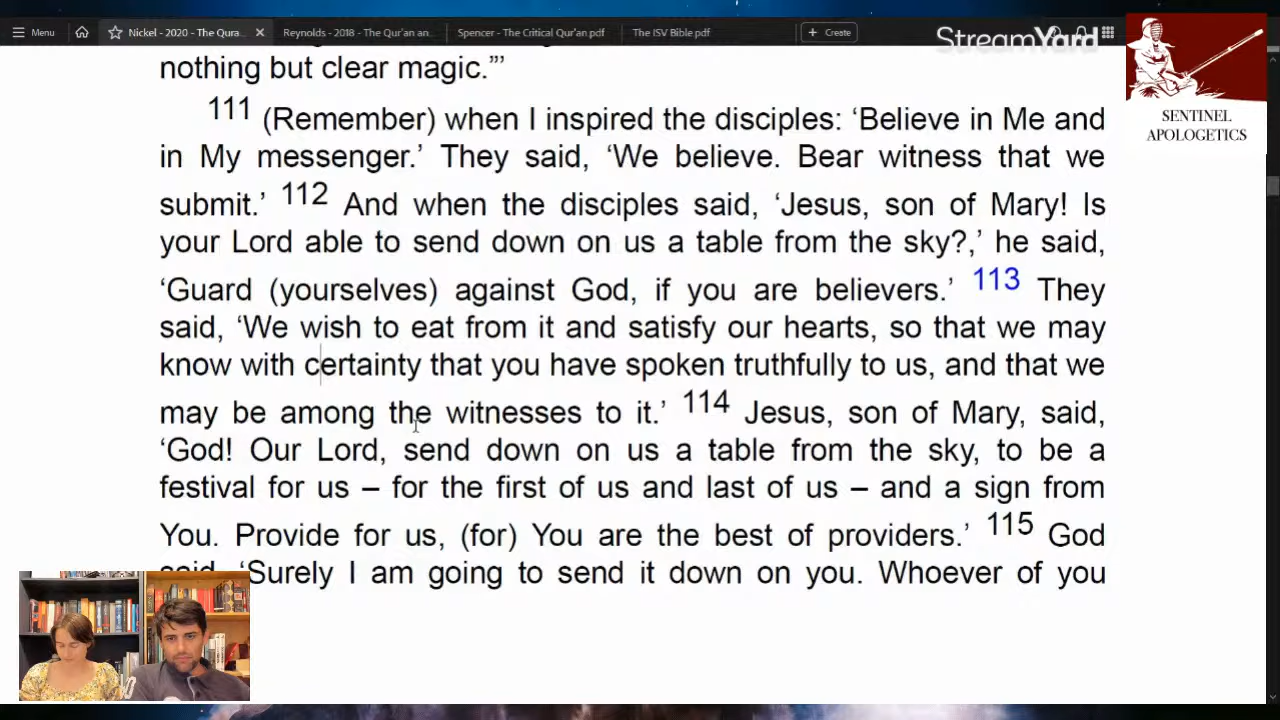 Menu
Nickel - 2020 - The Qura...
Reynolds - 2018 - The Qur'an an...
Spencer - The Critical Qur'an.pdf
The ISV Bible.pdf
+ Create
StreamYard
SENTINEL
APOLOGETICS
nothing but clear magic.”’
111 (Remember) when I inspired the disciples: ‘Believe in Me and
in My messenger.’ They said, ‘We believe. Bear witness that we
submit.’ 112 And when the disciples said, ‘Jesus, son of Mary! Is
your Lord able to send down on us a table from the sky?,’ he said,
‘Guard (yourselves) against God, if you are believers.’ 113 They
said, ‘We wish to eat from it and satisfy our hearts, so that we may
know with certainty that you have spoken truthfully to us, and that we
may be among the witnesses to it.’ 114 Jesus, son of Mary, said,
‘God! Our Lord, send down on us a table from the sky, to be a
festival for us – for the first of us and last of us – and a sign from
You. Provide for us, (for) You are the best of providers.’ 115 God
said, ‘Surely I am going to send it down on you. Whoever of you